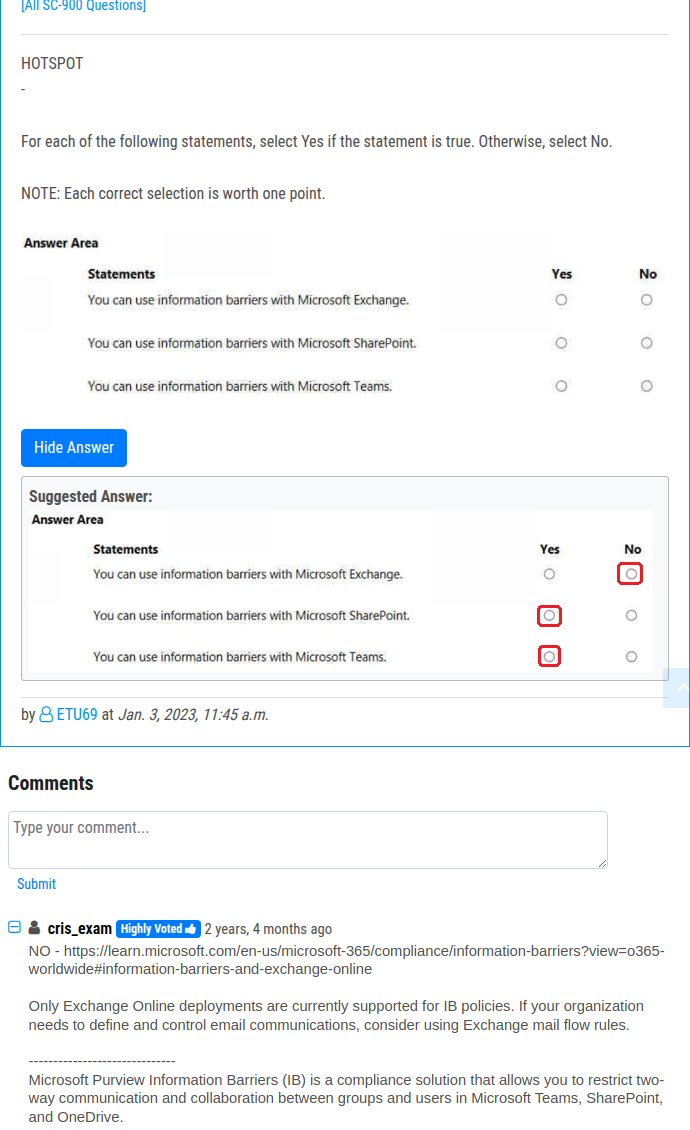 [All SC-900 Questions]
HOTSPOT
-
For each of the following statements, select Yes if the statement is true. Otherwise, select No.
NOTE: Each correct selection is worth one point.
Answer Area
Statements Yes No
You can use information barriers with Microsoft Exchange.
You can use information barriers with Microsoft SharePoint.
You can use information barriers with Microsoft Teams.
Hide Answer
Suggested Answer:
Answer Area
Statements Yes No
You can use information barriers with Microsoft Exchange.
You can use information barriers with Microsoft SharePoint.
You can use information barriers with Microsoft Teams.
by ETU69 at Jan. 3, 2023, 11:45 a.m.
Comments
Type your comment...
Submit
cris_exam Highly Voted 2 years, 4 months ago
NO - https://learn.microsoft.com/en-us/microsoft-365/compliance/information-barriers?view=o365-
worldwide#information-barriers-and-exchange-online
Only Exchange Online deployments are currently supported for IB policies. If your organization
needs to define and control email communications, consider using Exchange mail flow rules.
------------------------------
Microsoft Purview Information Barriers (IB) is a compliance solution that allows you to restrict two-
way communication and collaboration between groups and users in Microsoft Teams, SharePoint,
and OneDrive.